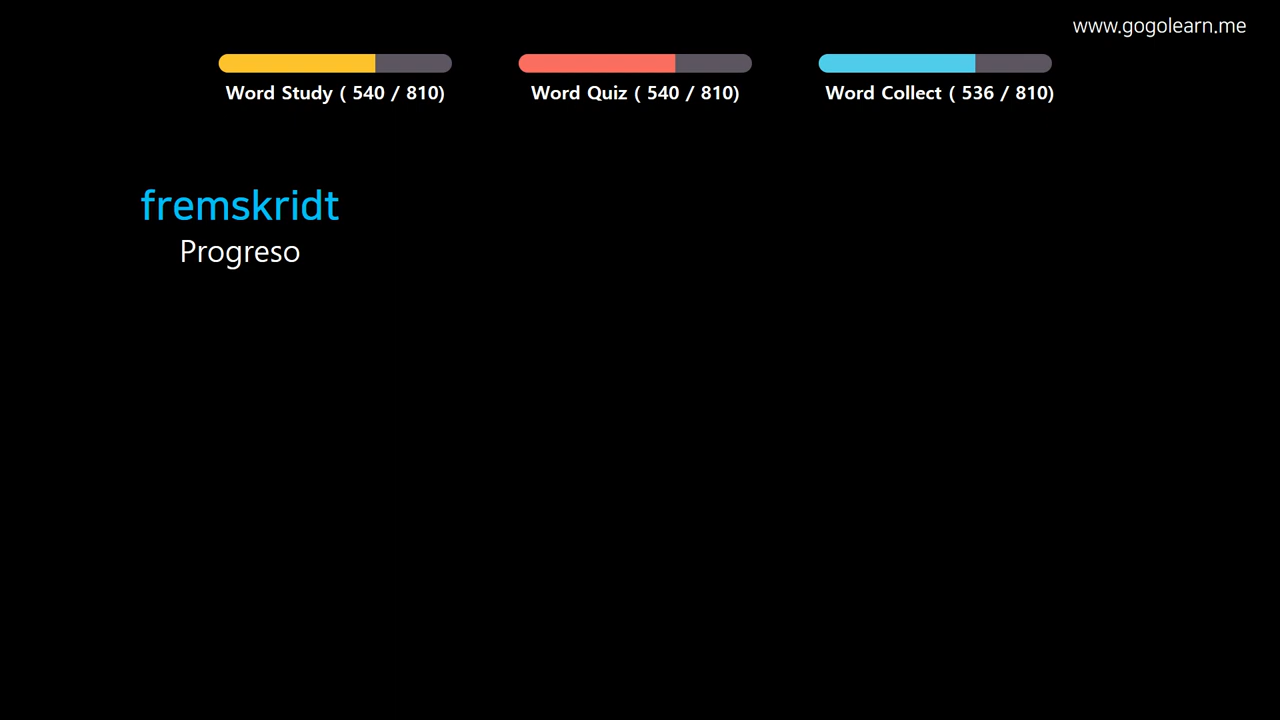 www.gogolearn.me
Word Study ( 540 / 810)
Word Quiz ( 540 / 810)
Word Collect ( 536 / 810)
fremskridt
Progreso